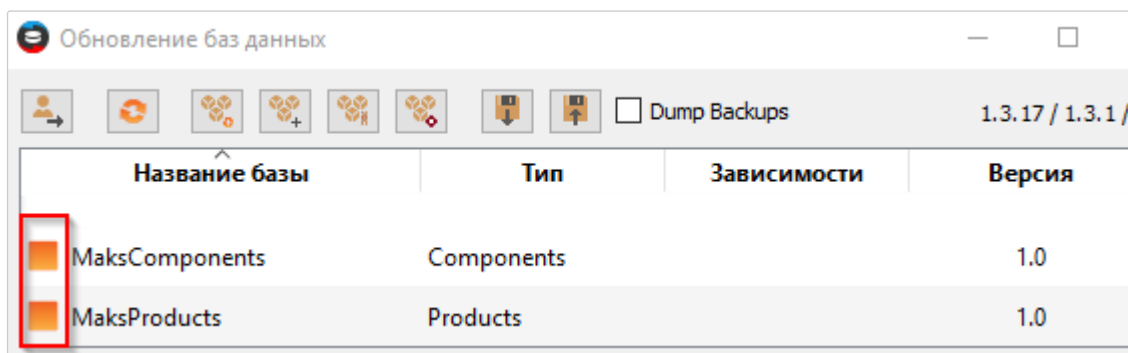 Обновление баз данных
Dump Backups 1.3.17 / 1.3.1 /
Название базы Тип Зависимости Версия
MaksComponents Components 1.0
MaksProducts Products 1.0